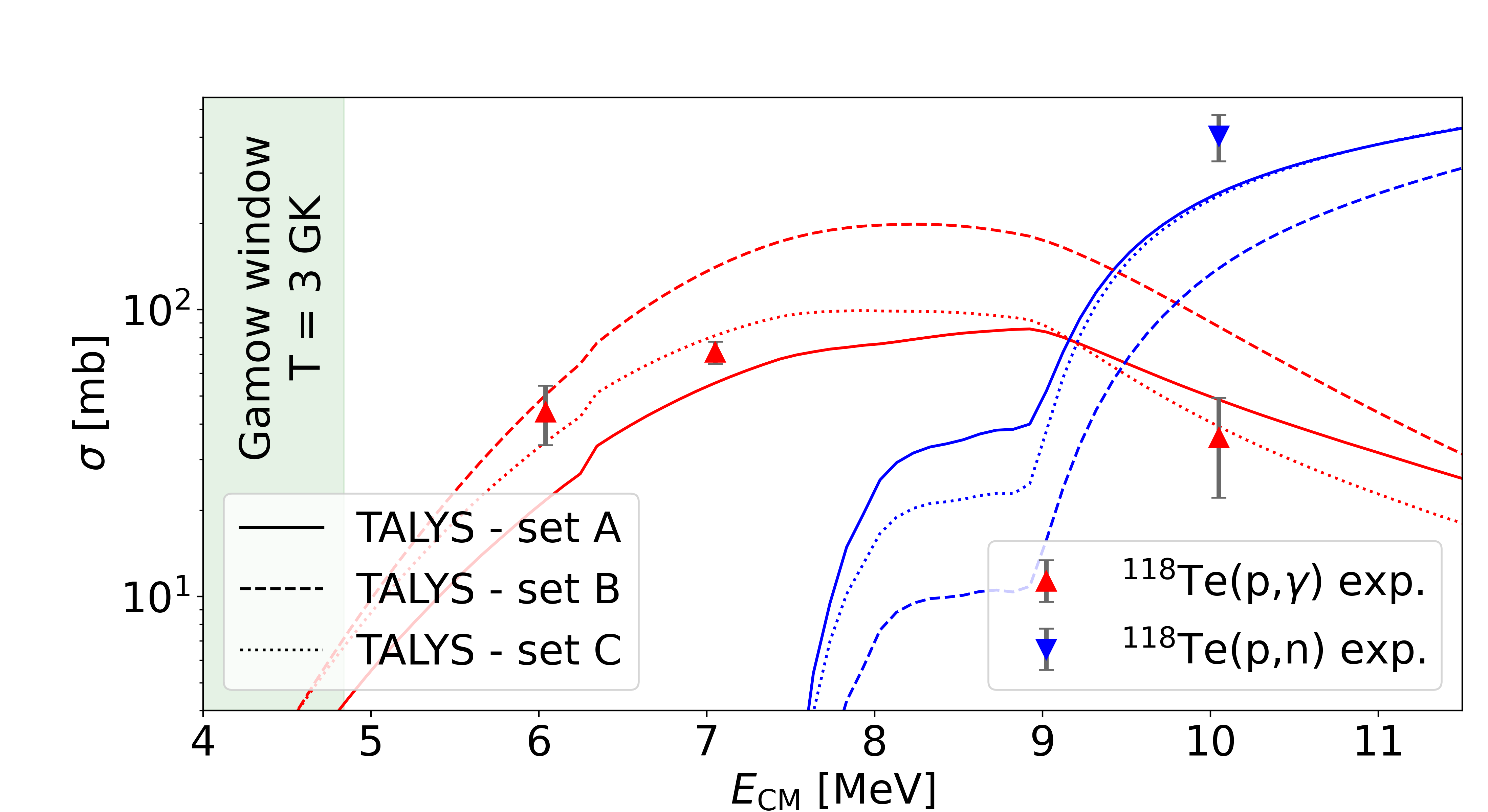 Gamow window
T = 3 GK
σ [mb]
10²
10¹
TALYS - set A
TALYS - set B
TALYS - set C
¹¹⁸Te(p,γ) exp.
¹¹⁸Te(p,n) exp.
4 5 6 7 8 9 10 11
E_CM [MeV]